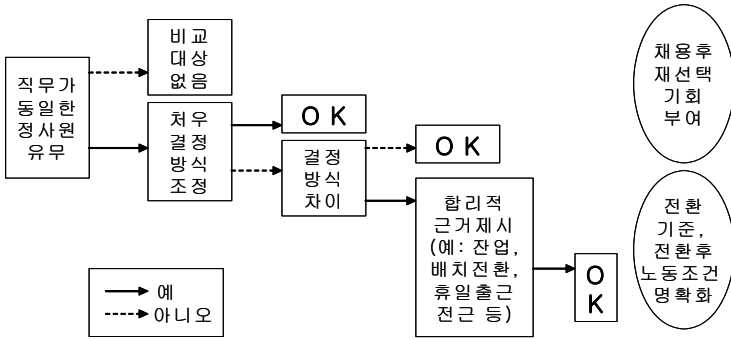 직무가
동일한
정사원
유무
비교
대상
없음
처우
결정
방식
조정
OK
결정
방식
차이
OK
합리적
근거제시
(예: 잔업,
배치전환,
휴일출근
전근 등)
O
K
채용후
재선택
기회
부여
전환
기준,
전환후
노동조건
명확화
예
아니오